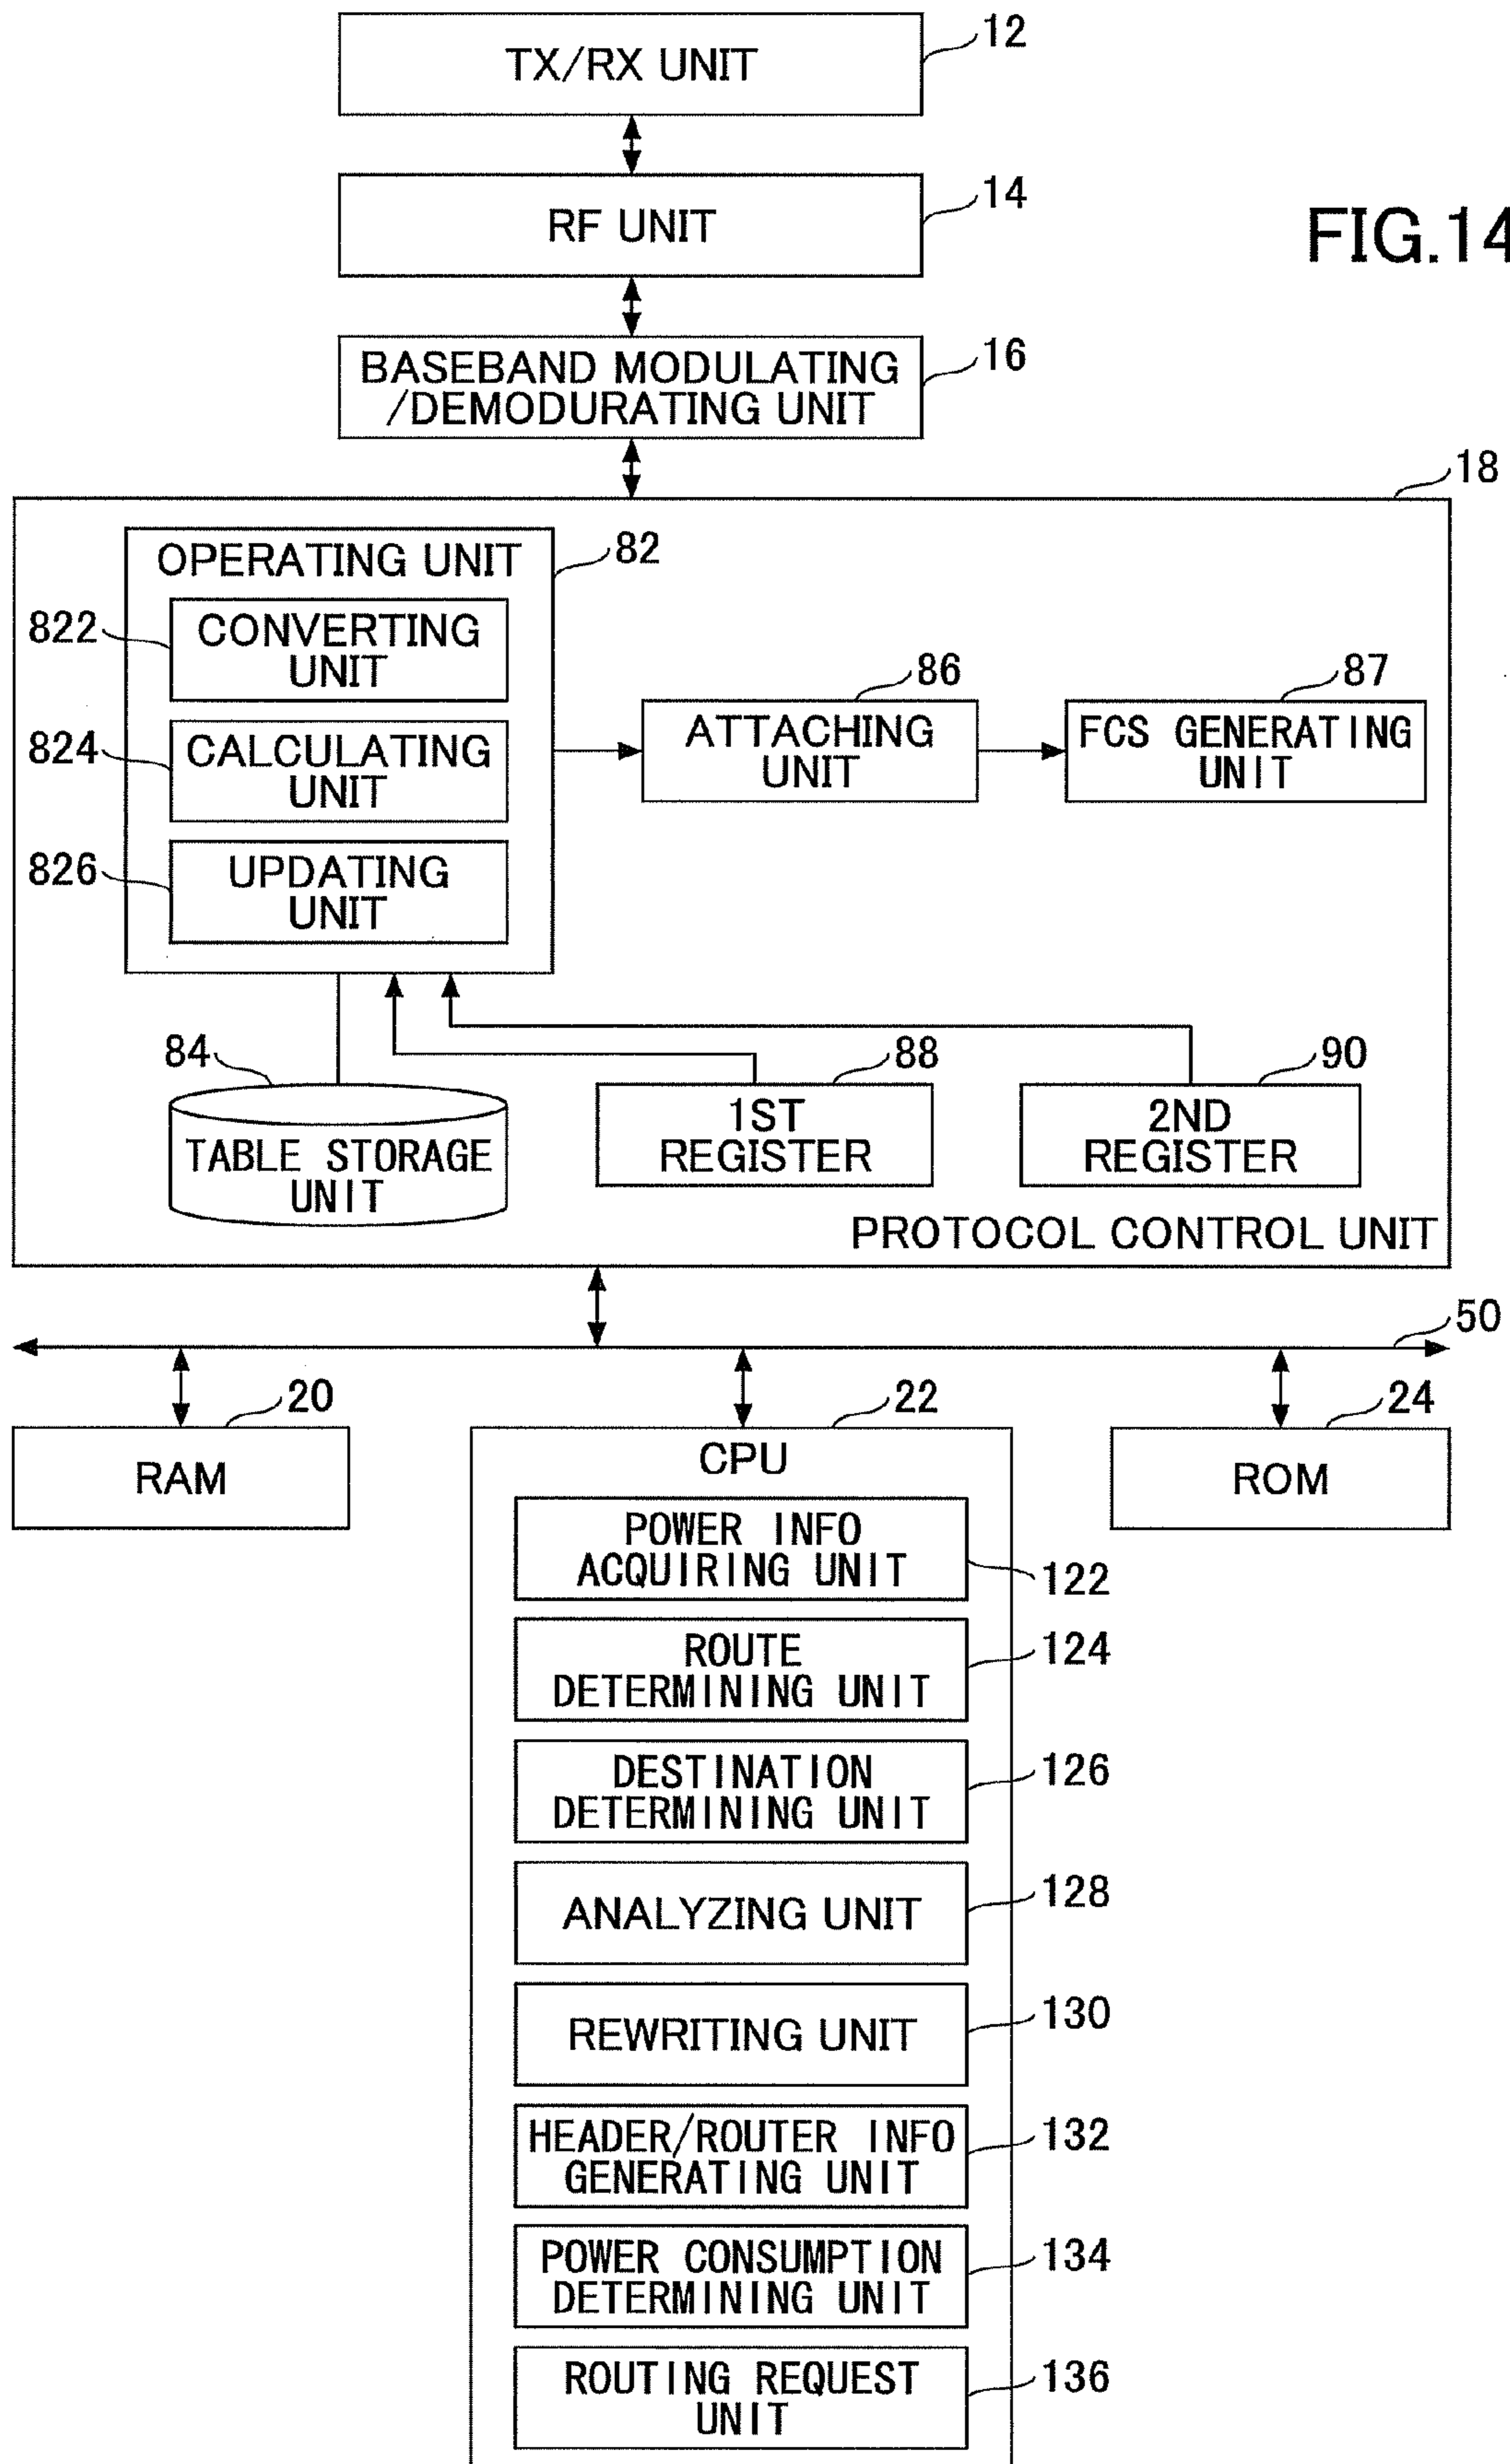 TX/RX UNIT
12
RF UNIT
14
FIG.14
BASEBAND MODULATING
/DEMODURATING UNIT
16
18
OPERATING UNIT
82
822
CONVERTING
UNIT
824
CALCULATING
UNIT
826
UPDATING
UNIT
86
ATTACHING
UNIT
87
FCS GENERATING
UNIT
84
TABLE STORAGE
UNIT
88
1ST
REGISTER
90
2ND
REGISTER
PROTOCOL CONTROL UNIT
50
20
RAM
22
CPU
24
ROM
POWER INFO
ACQUIRING UNIT
122
ROUTE
DETERMINING UNIT
124
DESTINATION
DETERMINING UNIT
126
ANALYZING UNIT
128
REWRITING UNIT
130
HEADER/ROUTER INFO
GENERATING UNIT
132
POWER CONSUMPTION
DETERMINING UNIT
134
ROUTING REQUEST
UNIT
136